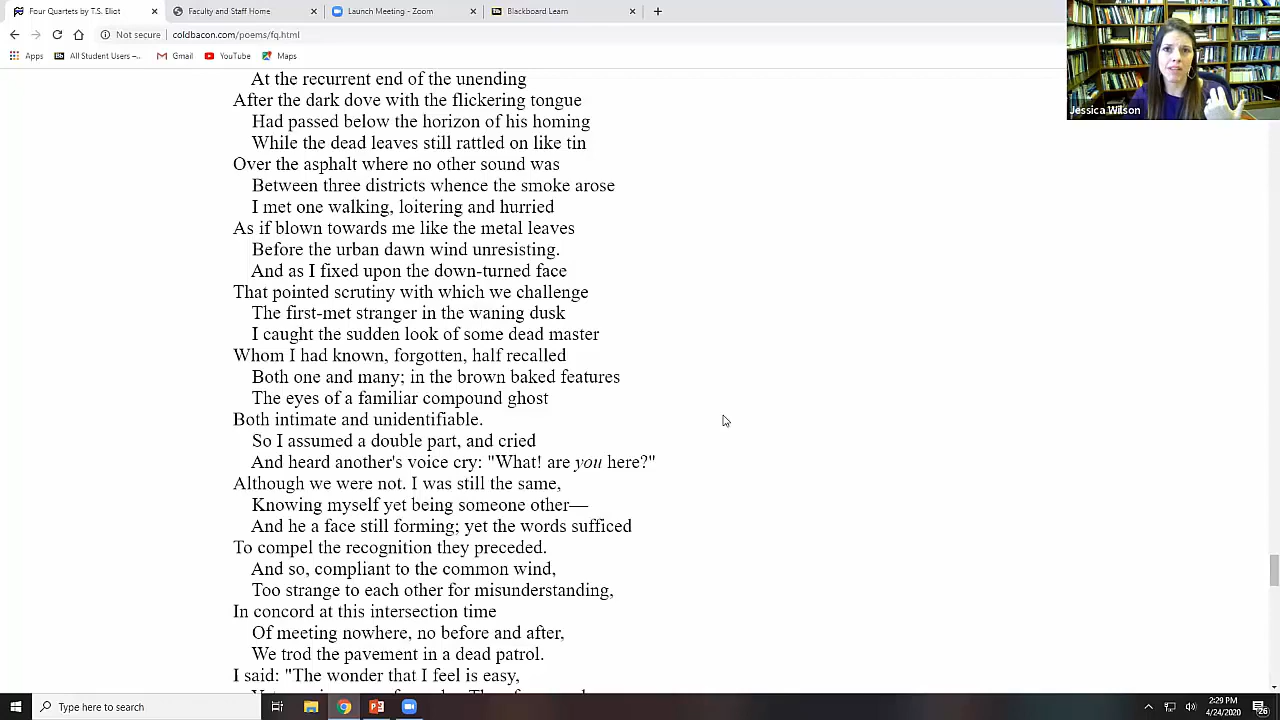 Four Quartets by T.S. Eliot
Faculty and Staff Home
Launch Meeting - Zoom
Blackboard Learn
Not secure
coldbacon.com/poems/fq.html
Apps
All Student Users –...
Gmail
YouTube
Maps
Jessica Wilson
At the recurrent end of the unending
After the dark dove with the flickering tongue
Had passed below the horizon of his homing
While the dead leaves still rattled on like tin
Over the asphalt where no other sound was
Between three districts whence the smoke arose
I met one walking, loitering and hurried
As if blown towards me like the metal leaves
Before the urban dawn wind unresisting.
And as I fixed upon the down-turned face
That pointed scrutiny with which we challenge
The first-met stranger in the waning dusk
I caught the sudden look of some dead master
Whom I had known, forgotten, half recalled
Both one and many; in the brown baked features
The eyes of a familiar compound ghost
Both intimate and unidentifiable.
So I assumed a double part, and cried
And heard another's voice cry: "What! are you here?"
Although we were not. I was still the same,
Knowing myself yet being someone other—
And he a face still forming; yet the words sufficed
To compel the recognition they preceded.
And so, compliant to the common wind,
Too strange to each other for misunderstanding,
In concord at this intersection time
Of meeting nowhere, no before and after,
We trod the pavement in a dead patrol.
I said: "The wonder that I feel is easy,
Type here to search
2:29 PM
4/24/2020
26